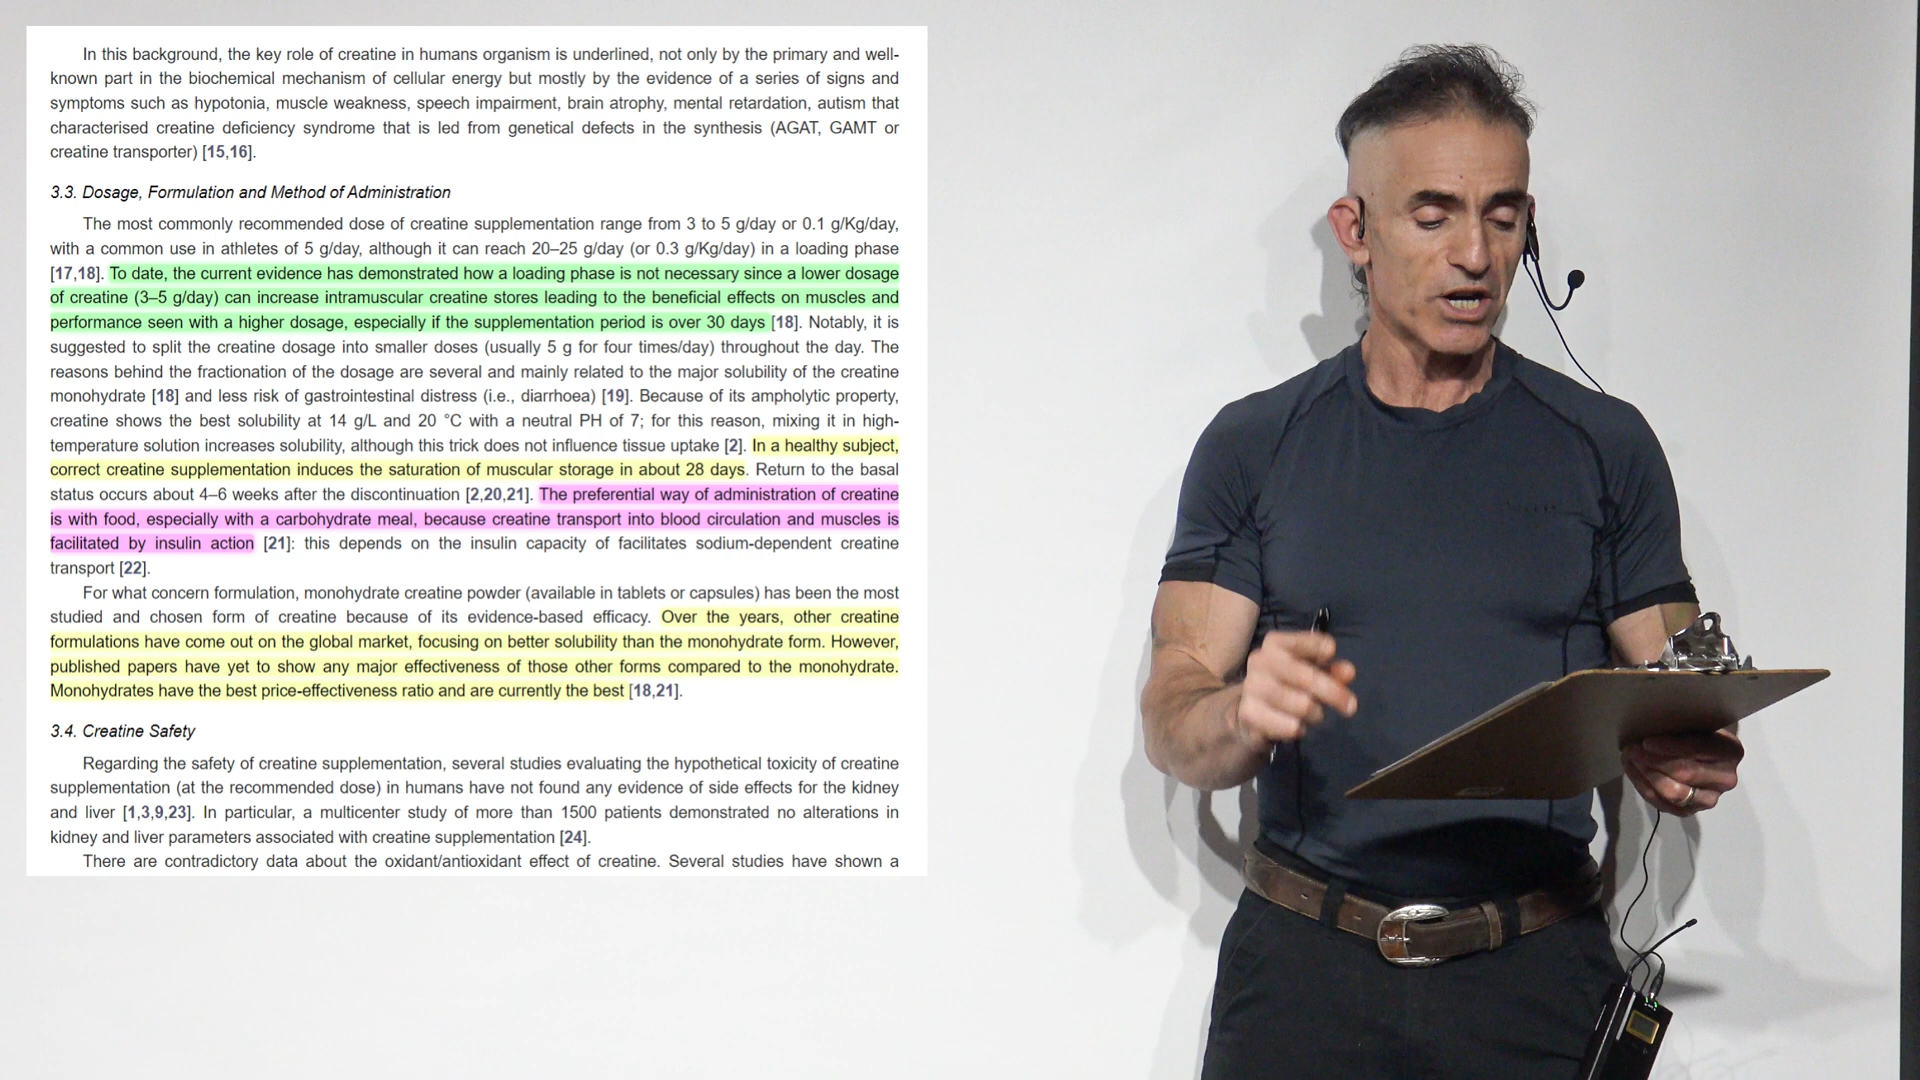 In this background, the key role of creatine in humans organism is underlined, not only by the primary and well-
known part in the biochemical mechanism of cellular energy but mostly by the evidence of a series of signs and
symptoms such as hypotonia, muscle weakness, speech impairment, brain atrophy, mental retardation, autism that
characterised creatine deficiency syndrome that is led from genetical defects in the synthesis (AGAT, GAMT or
creatine transporter) [15,16].
3.3. Dosage, Formulation and Method of Administration
The most commonly recommended dose of creatine supplementation range from 3 to 5 g/day or 0.1 g/Kg/day,
with a common use in athletes of 5 g/day, although it can reach 20–25 g/day (or 0.3 g/Kg/day) in a loading phase
[17,18]. To date, the current evidence has demonstrated how a loading phase is not necessary since a lower dosage
of creatine (3–5 g/day) can increase intramuscular creatine stores leading to the beneficial effects on muscles and
performance seen with a higher dosage, especially if the supplementation period is over 30 days [18]. Notably, it is
suggested to split the creatine dosage into smaller doses (usually 5 g for four times/day) throughout the day. The
reasons behind the fractionation of the dosage are several and mainly related to the major solubility of the creatine
monohydrate [18] and less risk of gastrointestinal distress (i.e., diarrhoea) [19]. Because of its ampholytic property,
creatine shows the best solubility at 14 g/L and 20 °C with a neutral PH of 7; for this reason, mixing it in high-
temperature solution increases solubility, although this trick does not influence tissue uptake [2]. In a healthy subject,
correct creatine supplementation induces the saturation of muscular storage in about 28 days. Return to the basal
status occurs about 4–6 weeks after the discontinuation [2,20,21]. The preferential way of administration of creatine
is with food, especially with a carbohydrate meal, because creatine transport into blood circulation and muscles is
facilitated by insulin action [21]: this depends on the insulin capacity of facilitates sodium-dependent creatine
transport [22].
For what concern formulation, monohydrate creatine powder (available in tablets or capsules) has been the most
studied and chosen form of creatine because of its evidence-based efficacy. Over the years, other creatine
formulations have come out on the global market, focusing on better solubility than the monohydrate form. However,
published papers have yet to show any major effectiveness of those other forms compared to the monohydrate.
Monohydrates have the best price-effectiveness ratio and are currently the best [18,21].
3.4. Creatine Safety
Regarding the safety of creatine supplementation, several studies evaluating the hypothetical toxicity of creatine
supplementation (at the recommended dose) in humans have not found any evidence of side effects for the kidney
and liver [1,3,9,23]. In particular, a multicenter study of more than 1500 patients demonstrated no alterations in
kidney and liver parameters associated with creatine supplementation [24].
There are contradictory data about the oxidant/antioxidant effect of creatine. Several studies have shown a